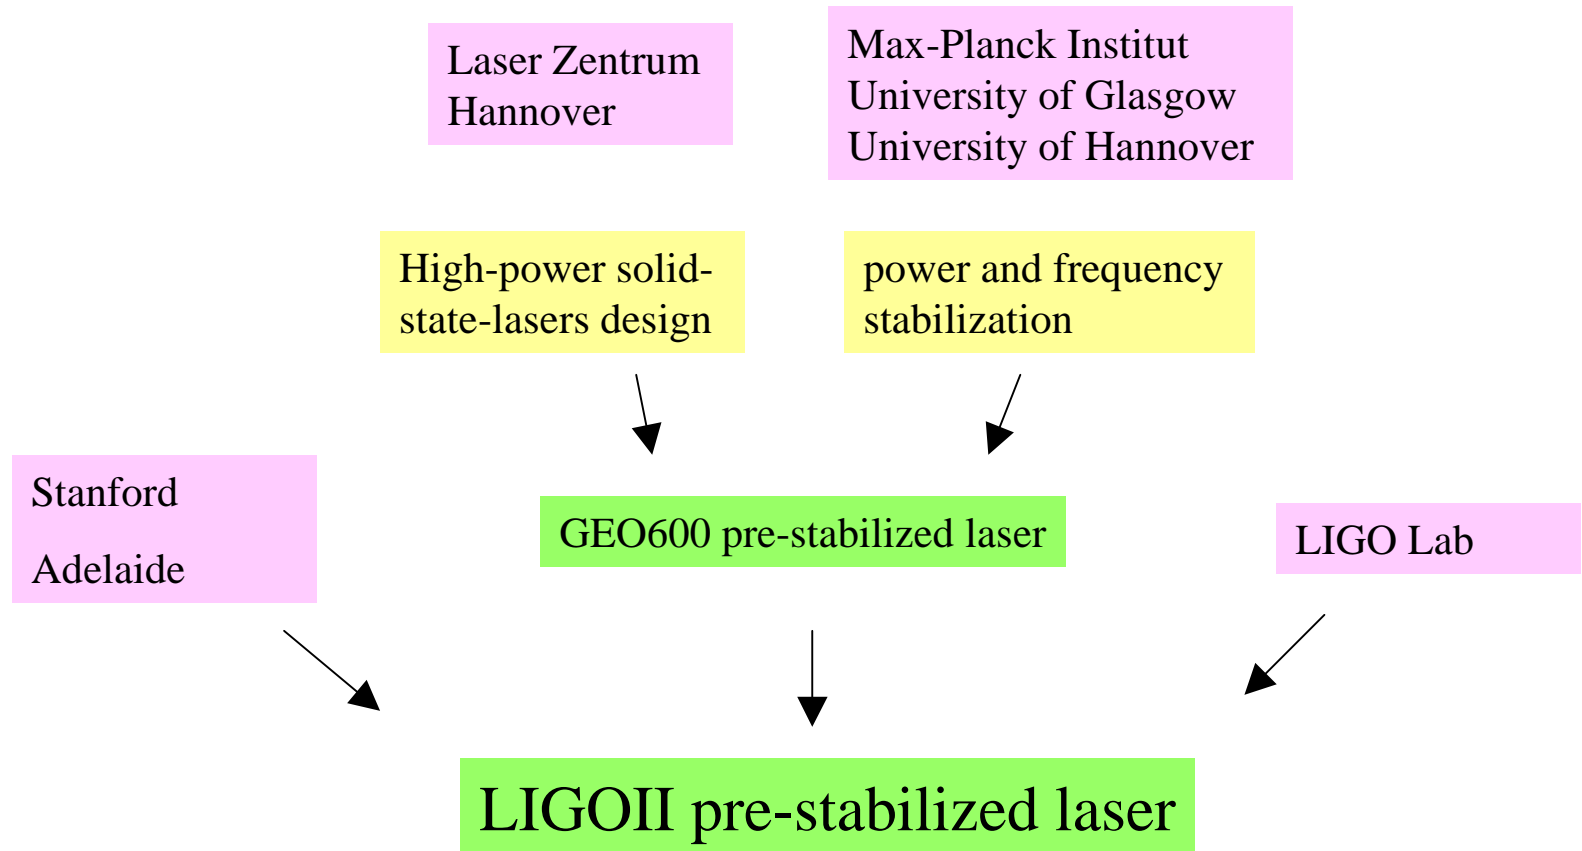 Laser Zentrum
Hannover
Max-Planck Institut
University of Glasgow
University of Hannover
High-power solid-
state-lasers design
power and frequency
stabilization
Stanford
Adelaide
GEO600 pre-stabilized laser
LIGO Lab
LIGOII pre-stabilized laser